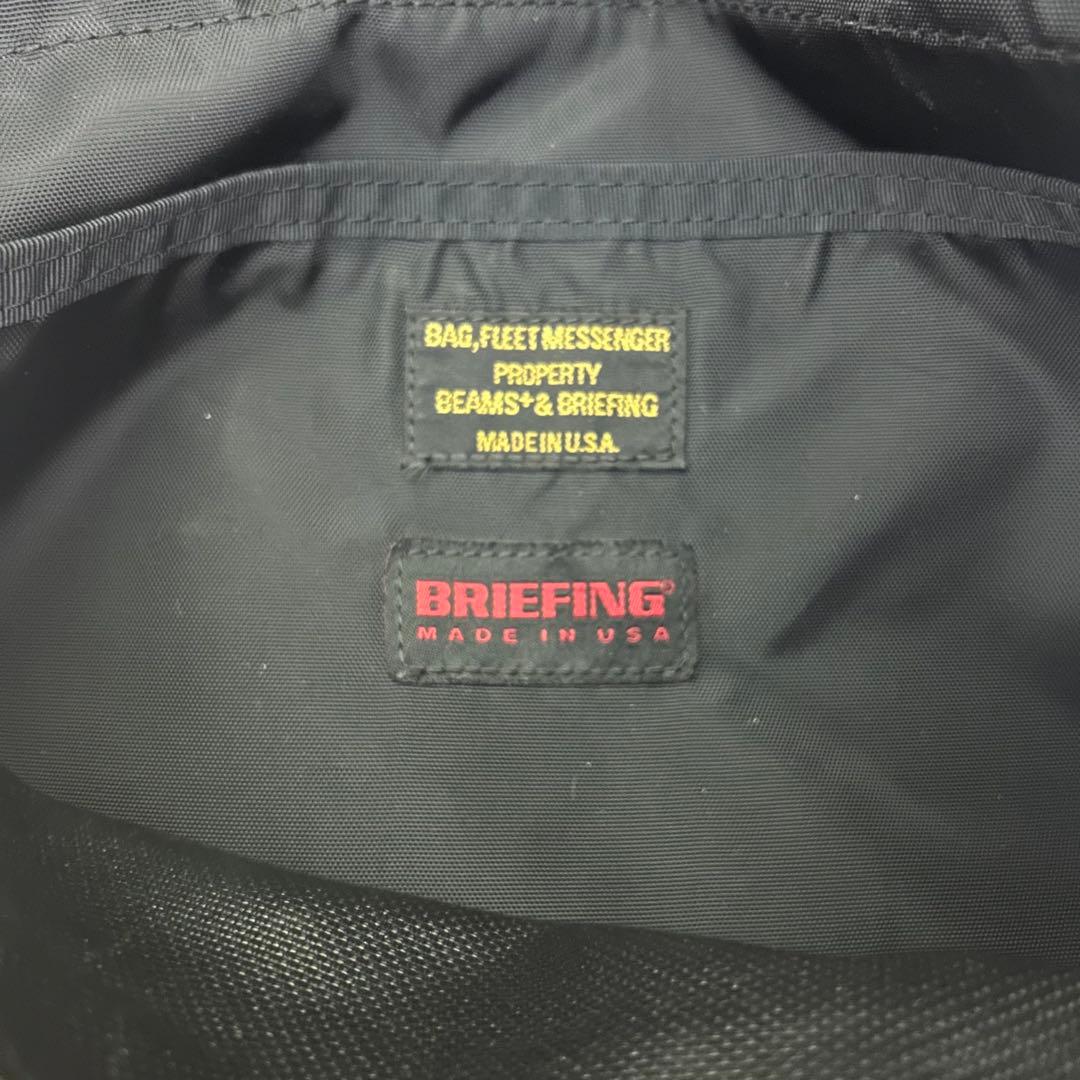 BAG, FLEET MESSENGER
PROPERTY
BEAMS+ & BRIEFING
MADE IN U.S.A.
BRIEFING®
MADE IN USA